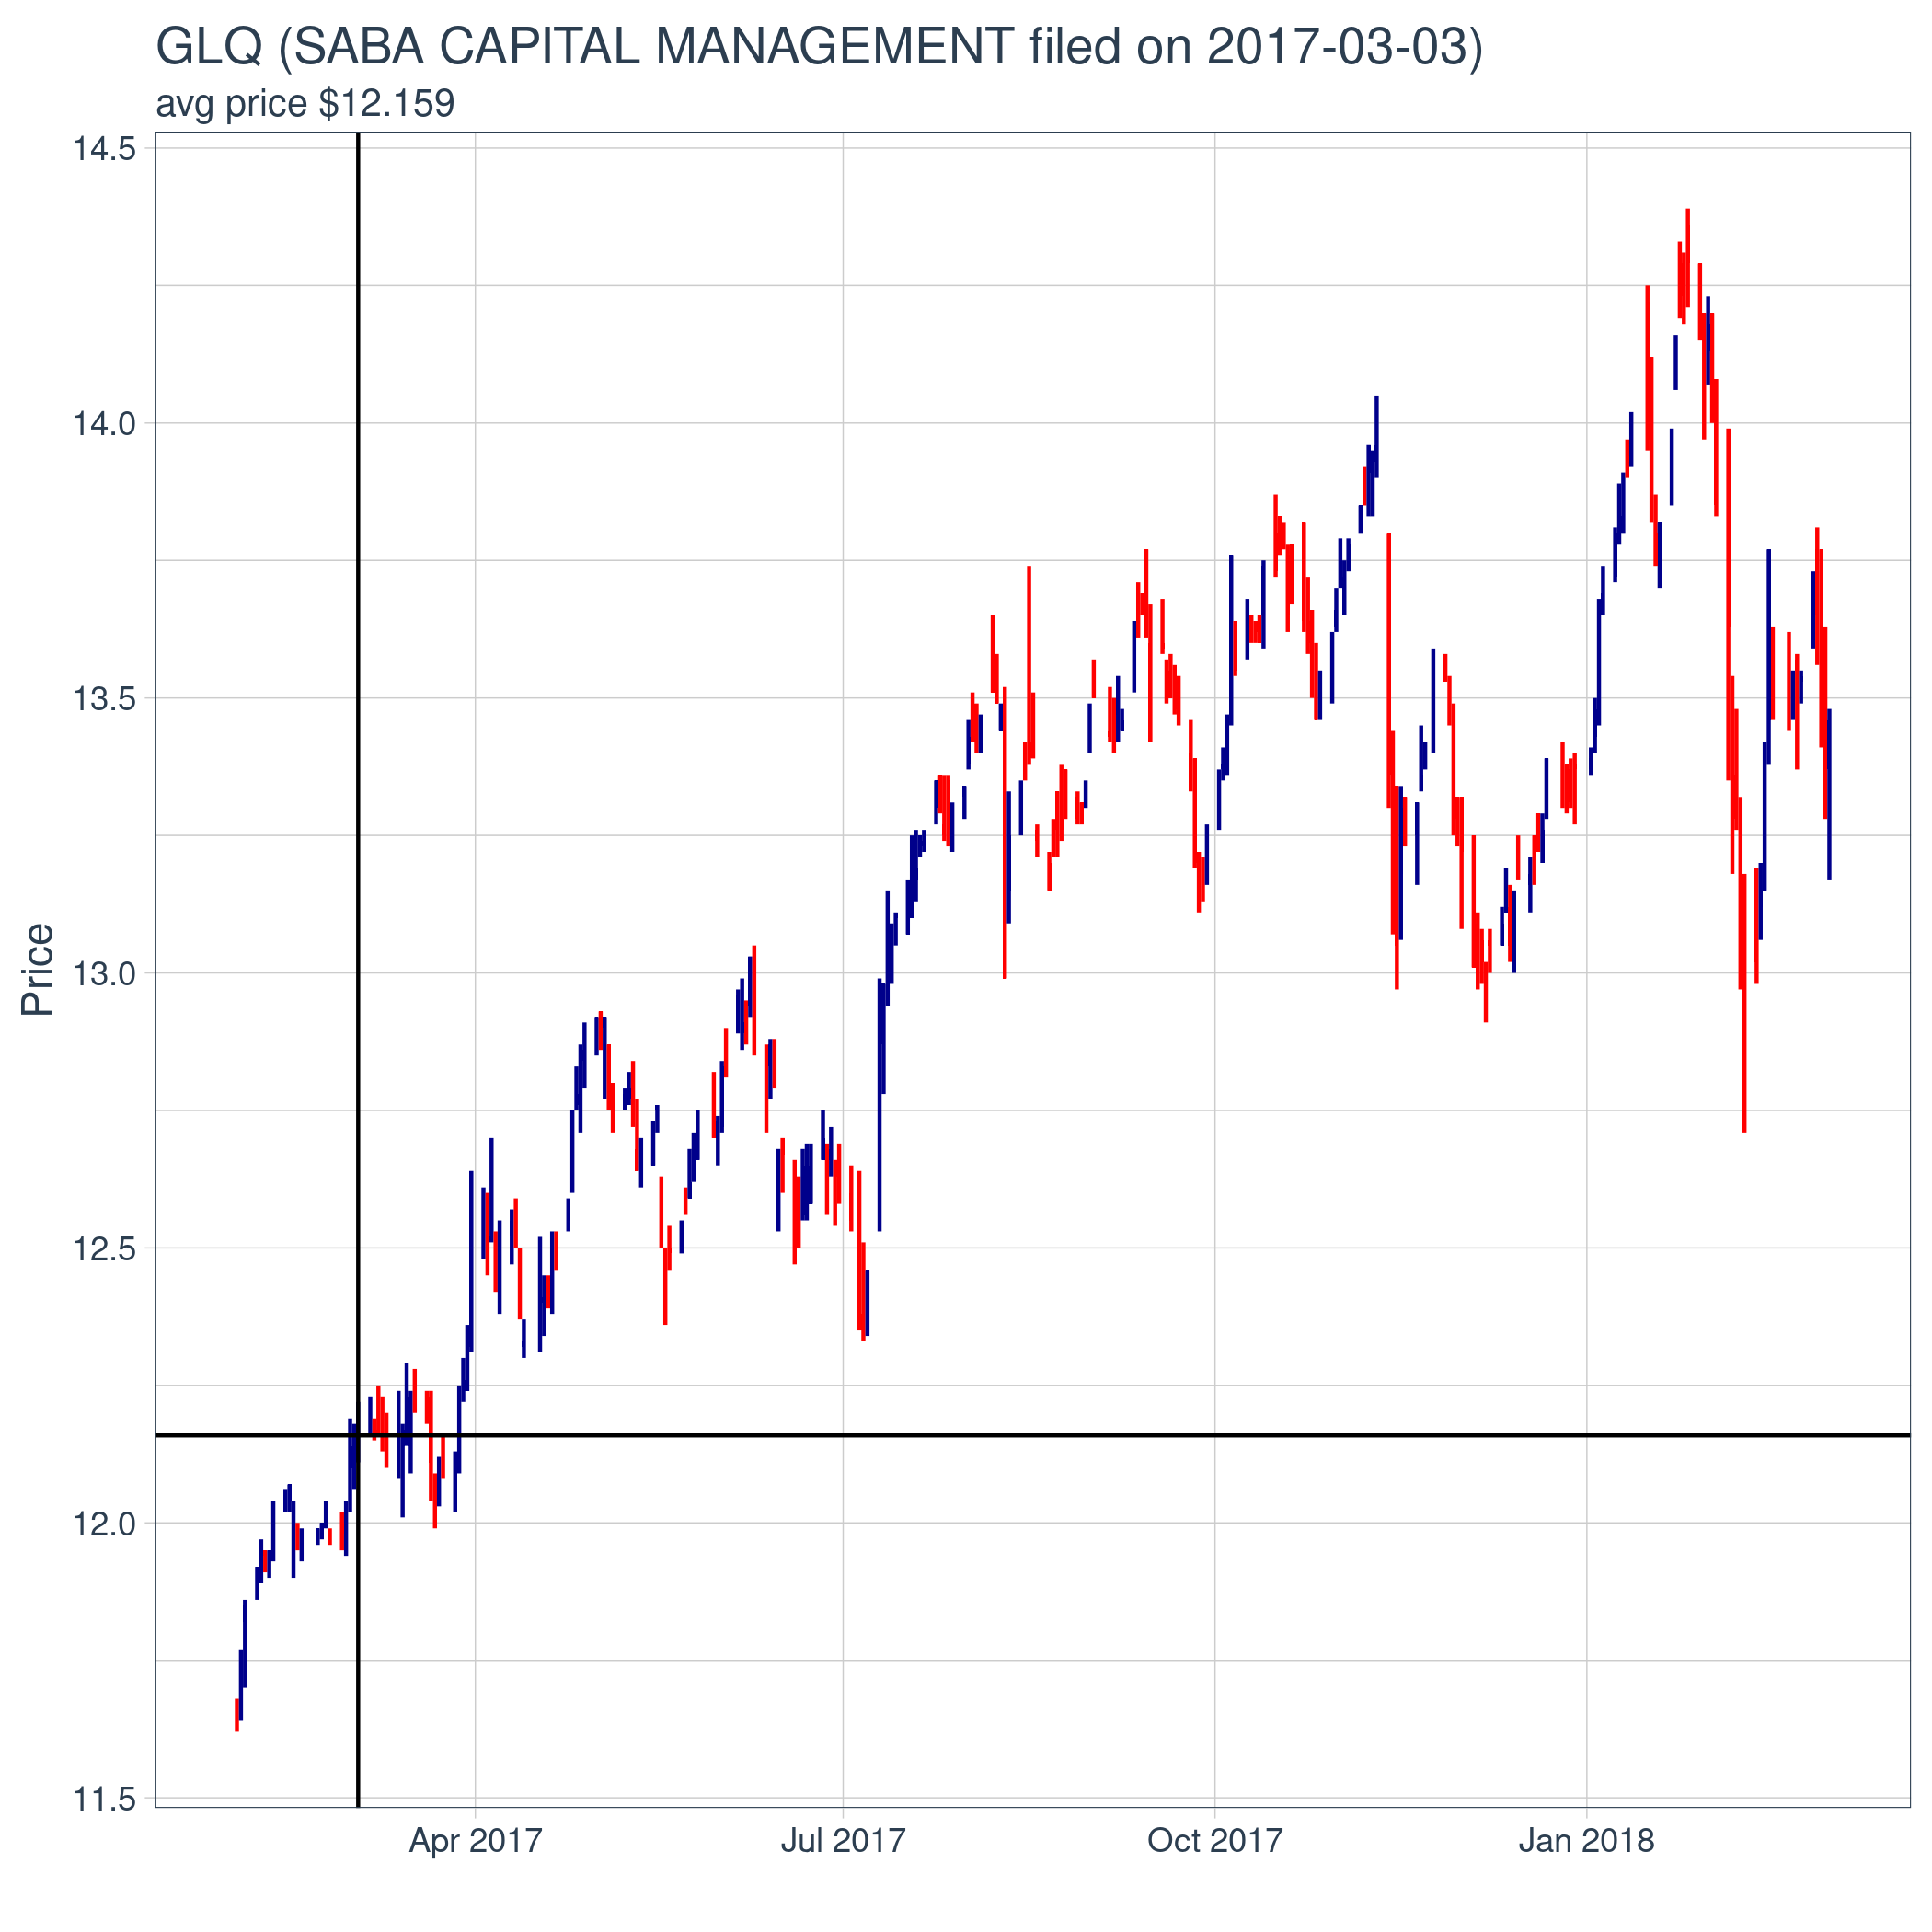 GLQ (SABA CAPITAL MANAGEMENT filed on 2017-03-03)
avg price $12.159
14.5
14.0
13.5
13.0
12.5
12.0
11.5
Price
Apr 2017 Jul 2017 Oct 2017 Jan 2018